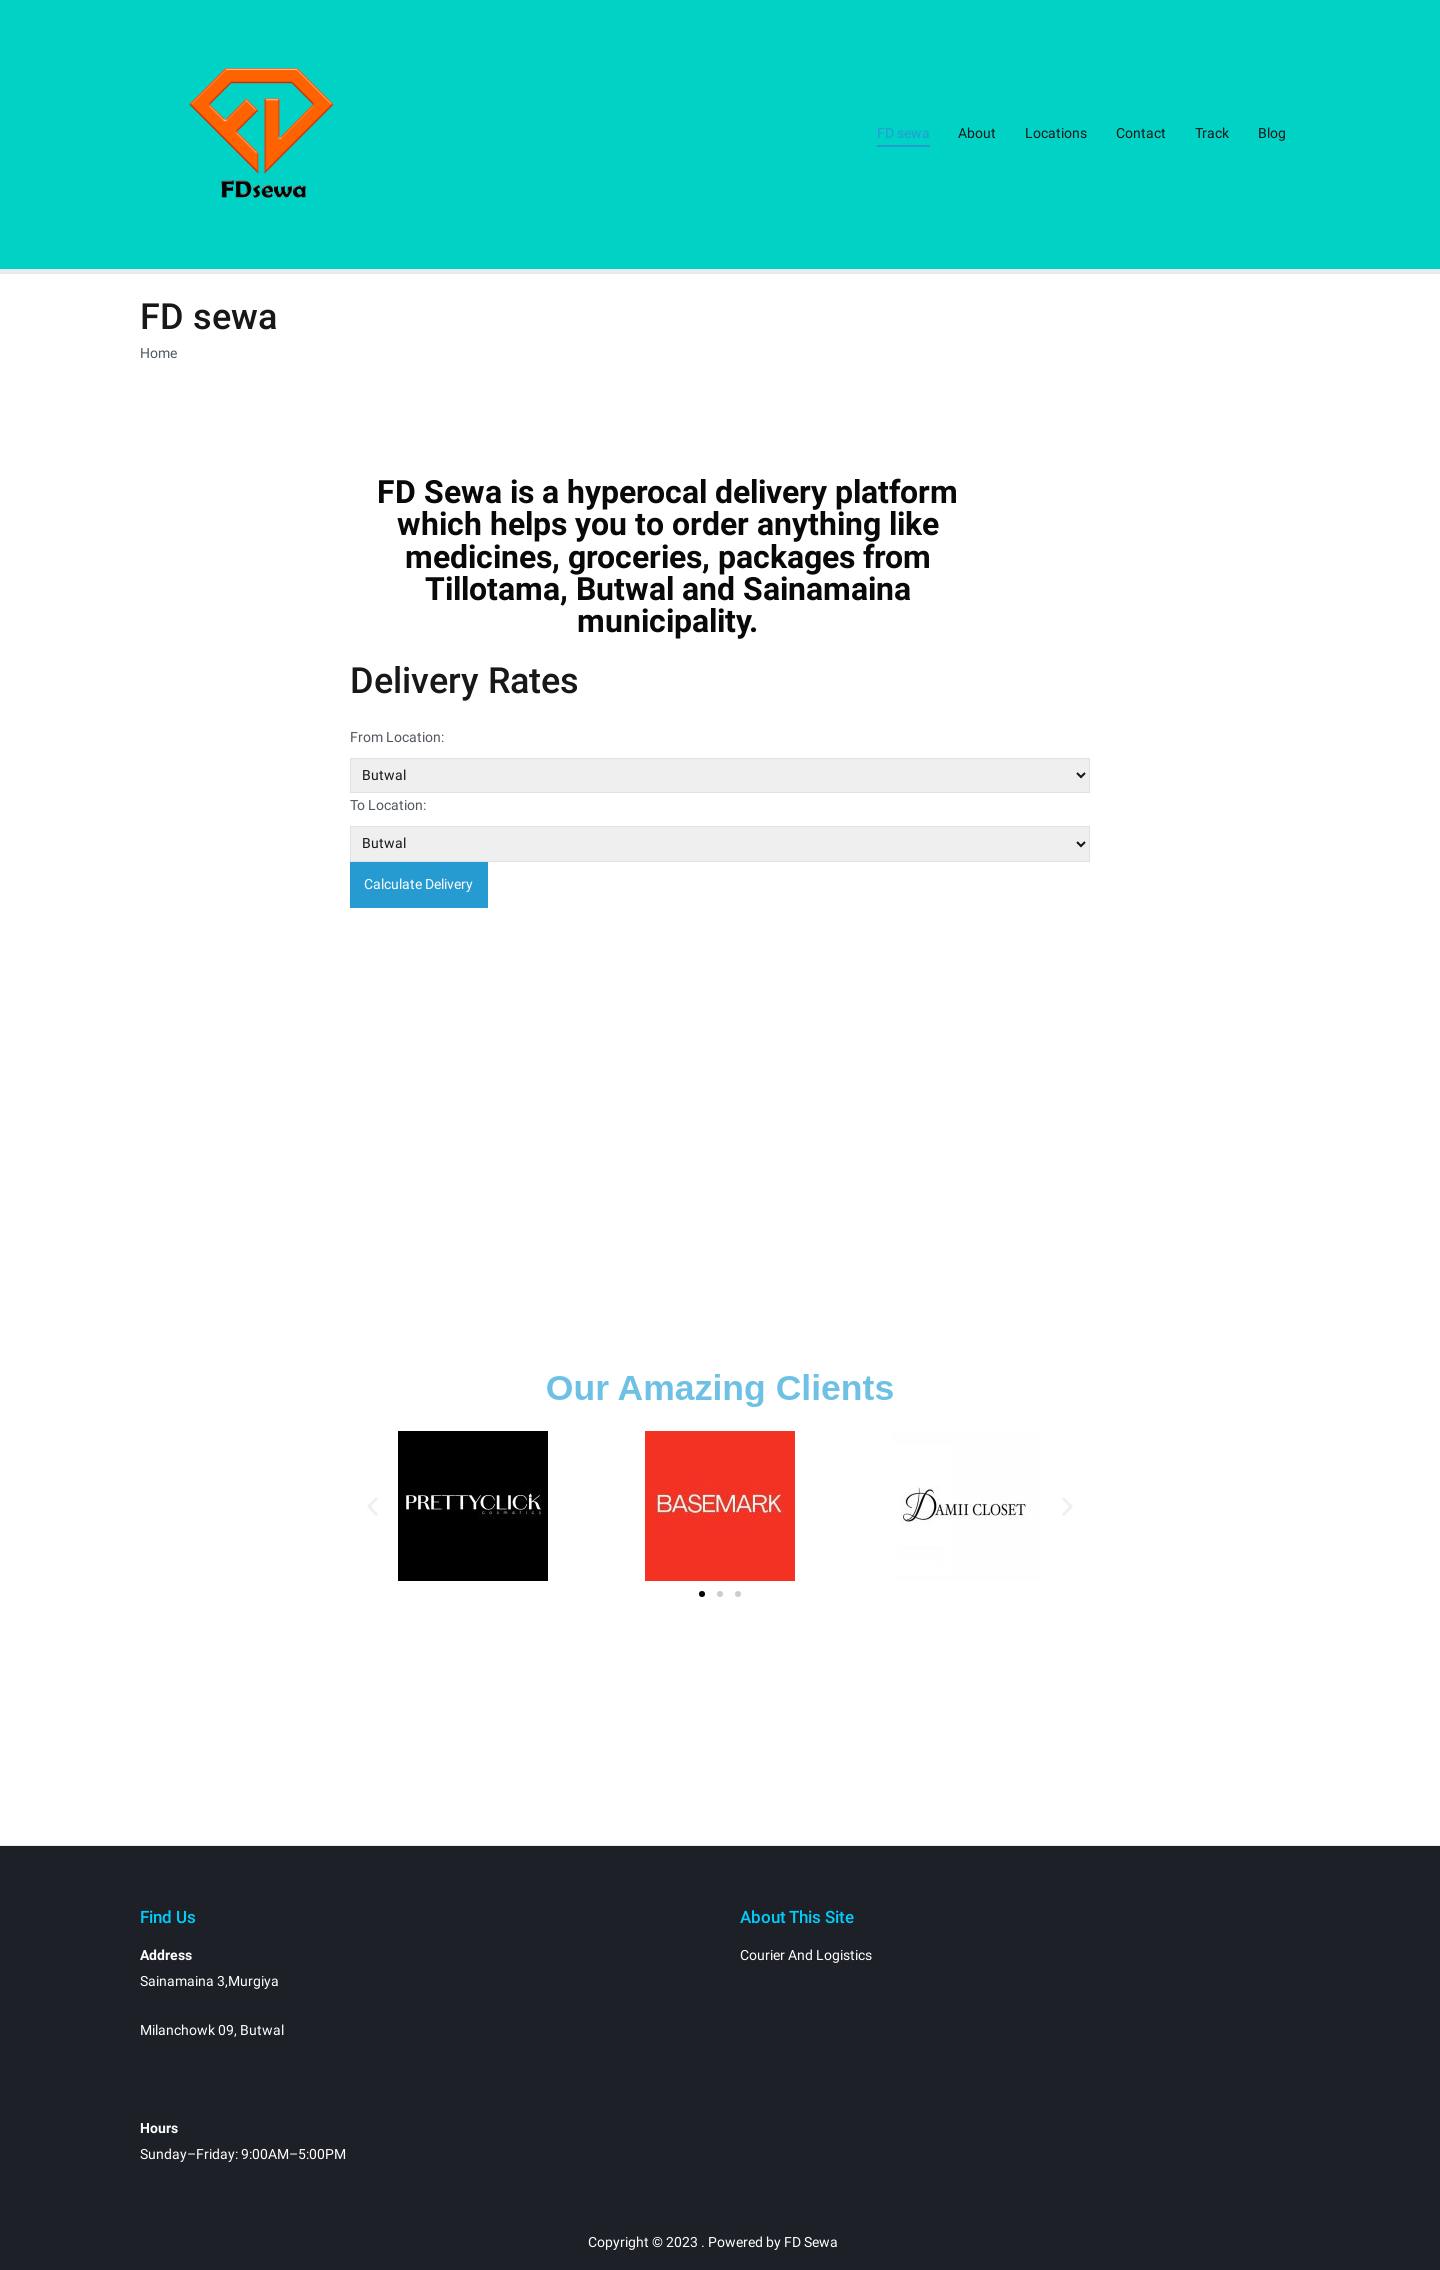 FDsewa
FD sewa About Locations Contact Track Blog
FD sewa
Home
FD Sewa is a hyperocal delivery platform
which helps you to order anything like
medicines, groceries, packages from
Tillotama, Butwal and Sainamaina
municipality.
Delivery Rates
From Location:
Butwal
To Location:
Butwal
Calculate Delivery
Our Amazing Clients
PRETTYCLICK
cosmetics
BASEMARK
DAMII CLOSET
Find Us
Address
Sainamaina 3,Murgiya
Milanchowk 09, Butwal
Hours
Sunday–Friday: 9:00AM–5:00PM
About This Site
Courier And Logistics
Copyright © 2023 . Powered by FD Sewa